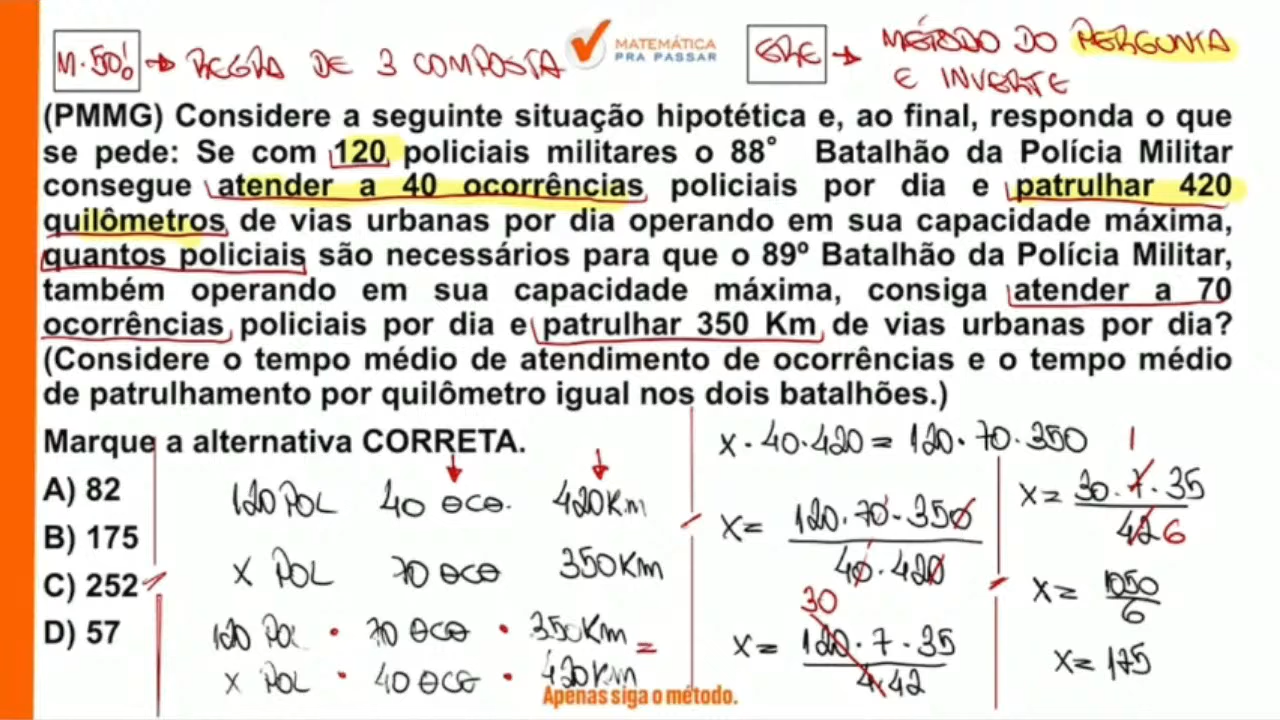 M.50% → REGRA DE 3 COMPOSTA
MATEMÁTICA
PRA PASSAR
GRE → MÉTODO DO PERGUNTA
E INVERTE
(PMMG) Considere a seguinte situação hipotética e, ao final, responda o que
se pede: Se com 120 policiais militares o 88° Batalhão da Polícia Militar
consegue atender a 40 ocorrências policiais por dia e patrulhar 420
quilômetros de vias urbanas por dia operando em sua capacidade máxima,
quantos policiais são necessários para que o 89º Batalhão da Polícia Militar,
também operando em sua capacidade máxima, consiga atender a 70
ocorrências policiais por dia e patrulhar 350 Km de vias urbanas por dia?
(Considere o tempo médio de atendimento de ocorrências e o tempo médio
de patrulhamento por quilômetro igual nos dois batalhões.)
Marque a alternativa CORRETA.
A) 82
B) 175
C) 252
D) 57
120 POL 40 OCO. 420Km
X POL 70 OCO 350Km
120 POL · 70 OCO · 350Km =
X POL · 40 OCO · 420Km
X · 40 · 420 = 120 · 70 · 350
X = 120 · 70 · 350
40 · 420
30
X = 120 · 7 · 35
4 · 42
1
X = 30 · 7 · 35
42 6
X = 1050
6
X = 175
Apenas siga o método.